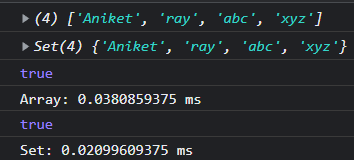 (4) ['Aniket', 'ray', 'abc', 'xyz']
Set(4) {'Aniket', 'ray', 'abc', 'xyz'}
true
Array: 0.0380859375 ms
true
Set: 0.02099609375 ms